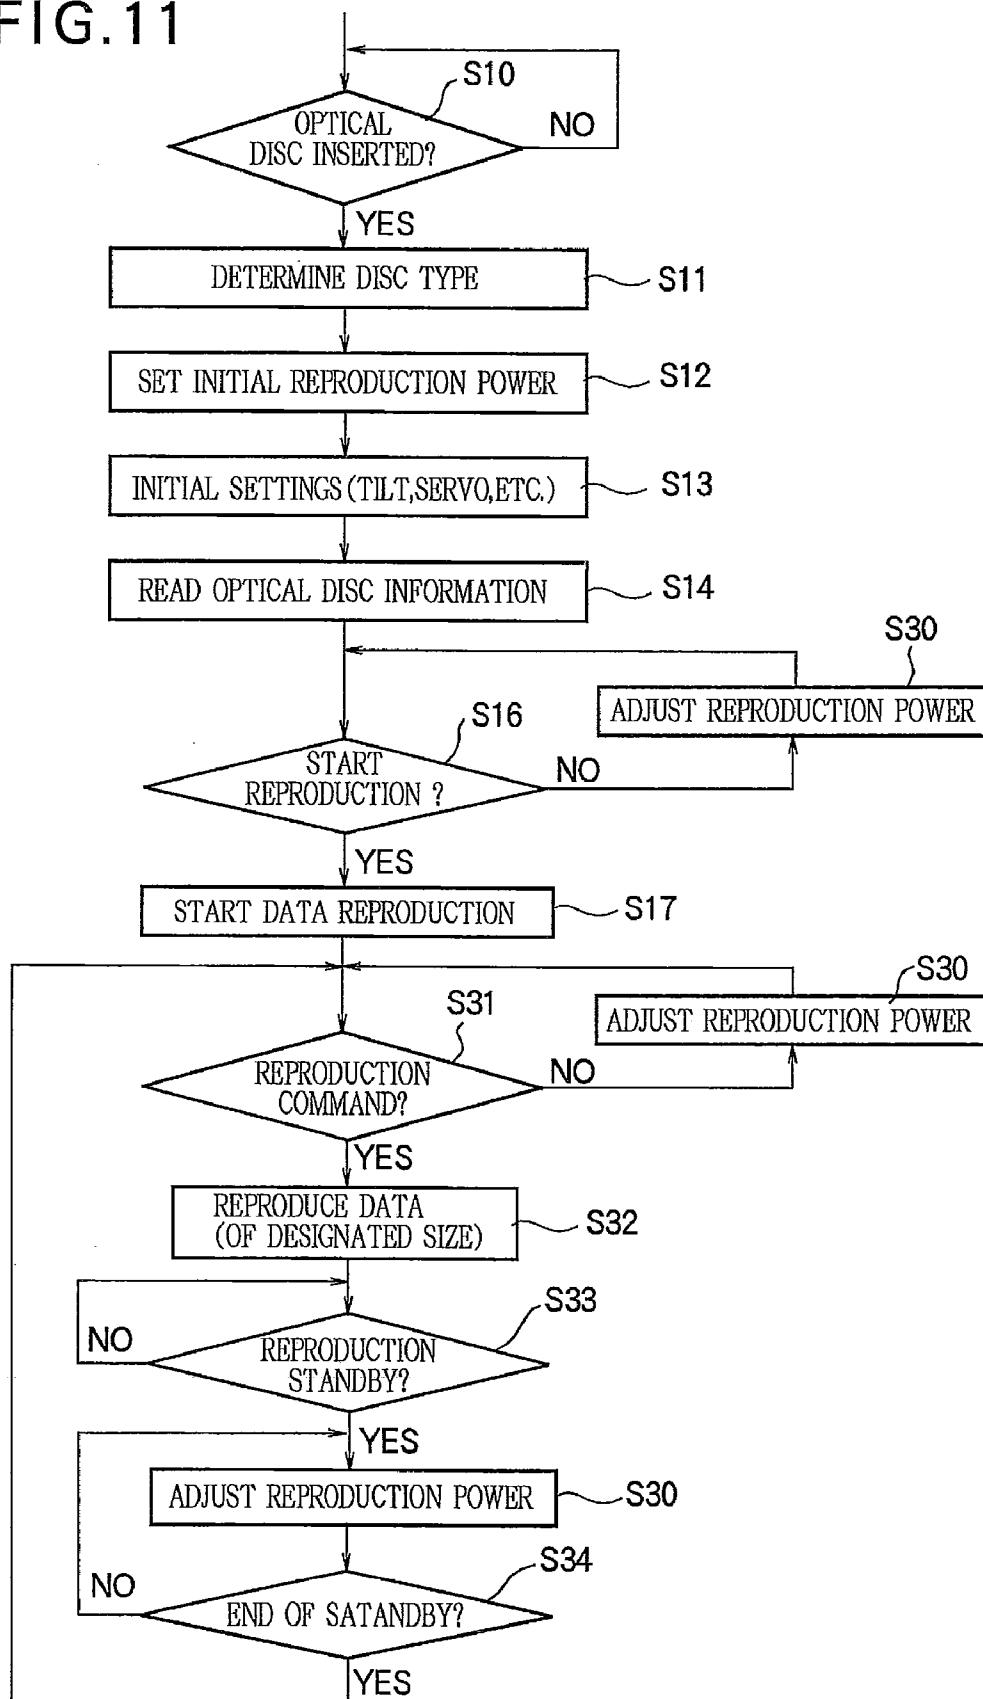 FIG.11
S10
OPTICAL
DISC INSERTED?
NO
YES
DETERMINE DISC TYPE
S11
SET INITIAL REPRODUCTION POWER
S12
INITIAL SETTINGS(TILT,SERVO,ETC.)
S13
READ OPTICAL DISC INFORMATION
S14
S30
ADJUST REPRODUCTION POWER
S16
START
REPRODUCTION ?
NO
YES
START DATA REPRODUCTION
S17
S30
ADJUST REPRODUCTION POWER
S31
REPRODUCTION
COMMAND?
NO
YES
REPRODUCE DATA
(OF DESIGNATED SIZE)
S32
S33
REPRODUCTION
STANDBY?
NO
YES
ADJUST REPRODUCTION POWER
S30
S34
END OF SATANDBY?
NO
YES